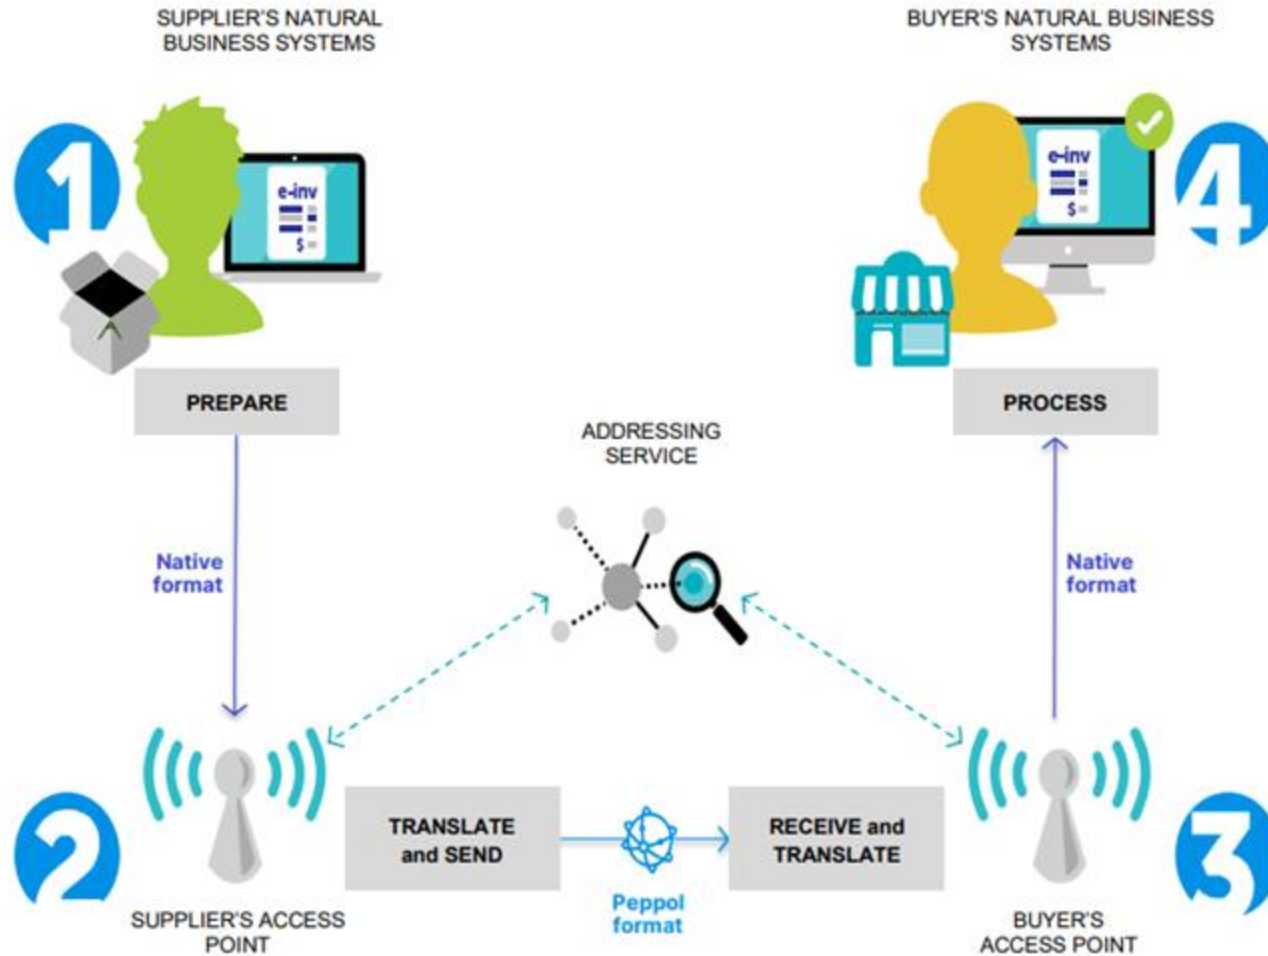 SUPPLIER'S NATURAL
BUSINESS SYSTEMS
BUYER'S NATURAL BUSINESS
SYSTEMS
1
e-inv
$
e-inv
$
4
PREPARE
PROCESS
ADDRESSING
SERVICE
Native
format
Native
format
2
TRANSLATE
and SEND
Peppol
format
RECEIVE and
TRANSLATE
3
SUPPLIER'S ACCESS
POINT
BUYER'S
ACCESS POINT